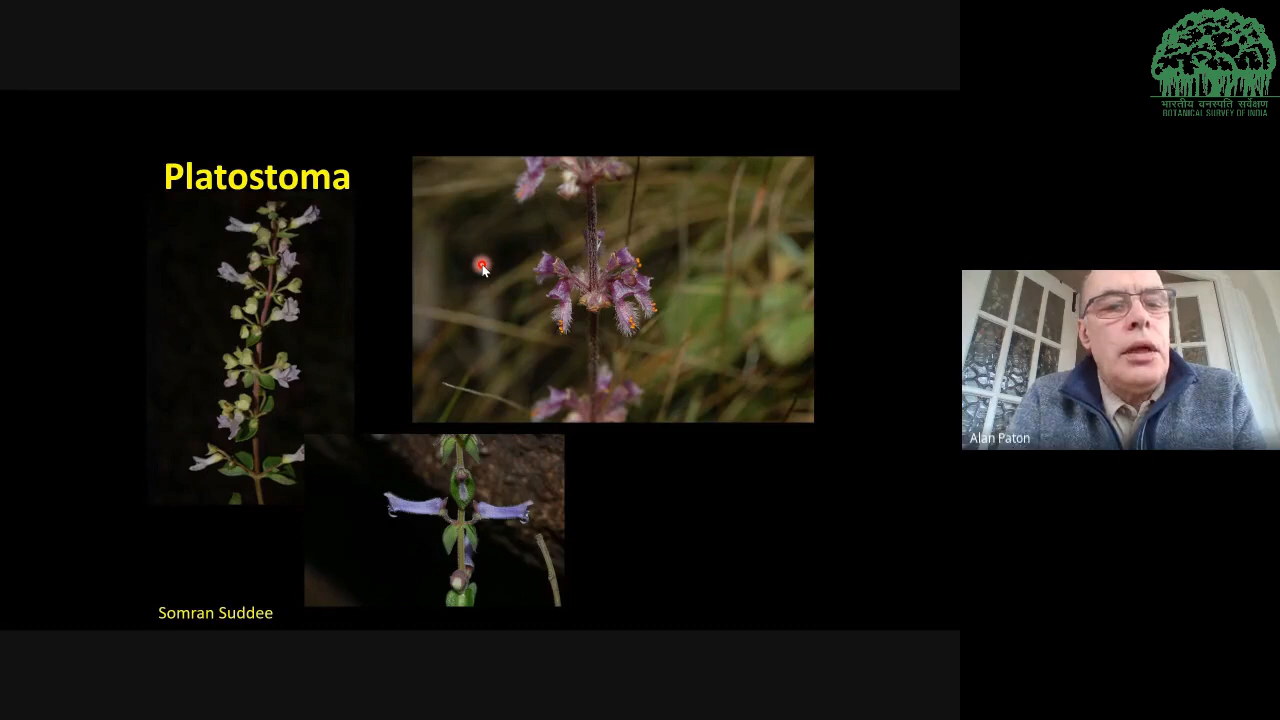 Platostoma
Somran Suddee
Alan Paton
भारतीय वनस्पति सर्वेक्षण
BOTANICAL SURVEY OF INDIA